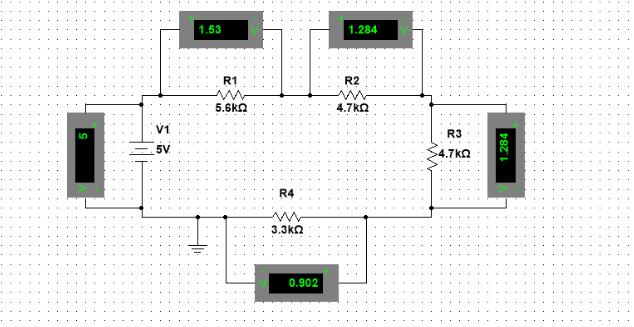 + 1.53 V
1.284 V
R1
5.6kΩ
R2
4.7kΩ
5 V + -
V1
5V
R3
4.7kΩ
1.284 V + -
R4
3.3kΩ
- V 0.902 +